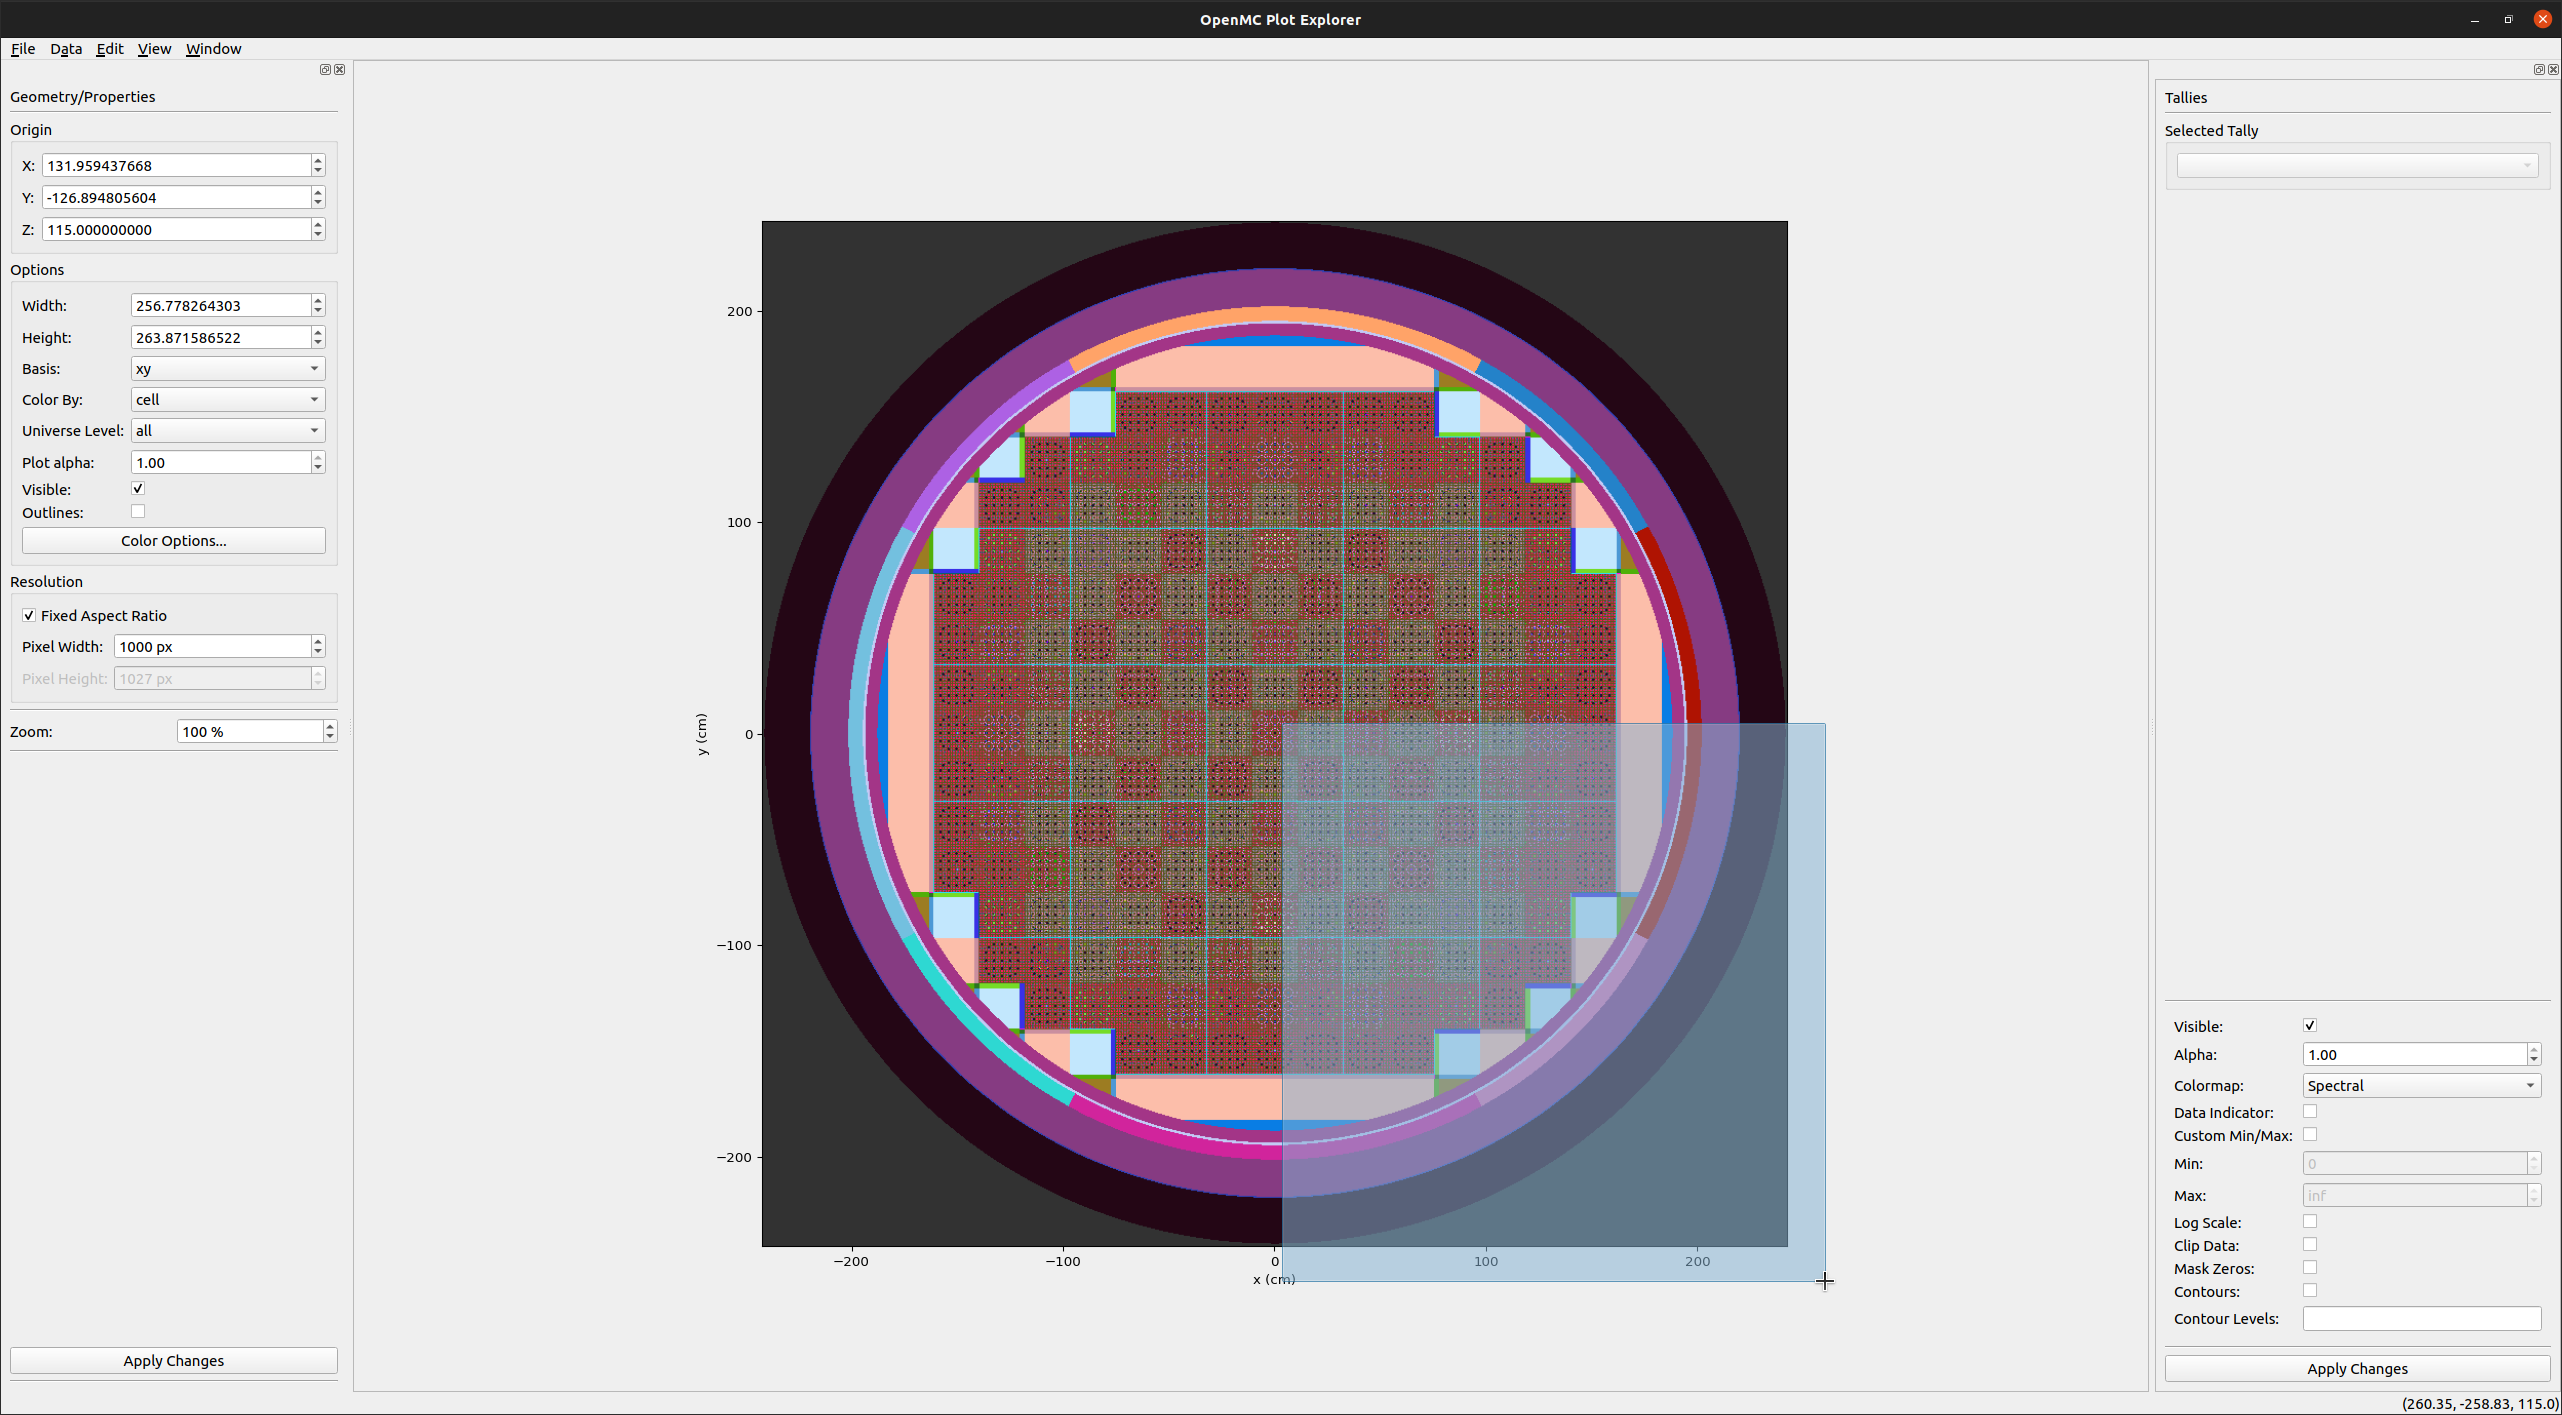 OpenMC Plot Explorer
File Data Edit View Window
Geometry/Properties
Origin
X: 131.959437668
Y: -126.894805604
Z: 115.000000000
Options
Width: 256.778264303
Height: 263.871586522
Basis: xy
Color By: cell
Universe Level: all
Plot alpha: 1.00
Visible:
Outlines:
Color Options...
Resolution
Fixed Aspect Ratio
Pixel Width: 1000 px
Pixel Height: 1027 px
Zoom: 100 %
Apply Changes
200
100
0
−100
−200
y (cm)
−200 −100 0 100 200
x (cm)
Tallies
Selected Tally
Visible:
Alpha: 1.00
Colormap: Spectral
Data Indicator:
Custom Min/Max:
Min: 0
Max: inf
Log Scale:
Clip Data:
Mask Zeros:
Contours:
Contour Levels:
Apply Changes
(260.35, -258.83, 115.0)